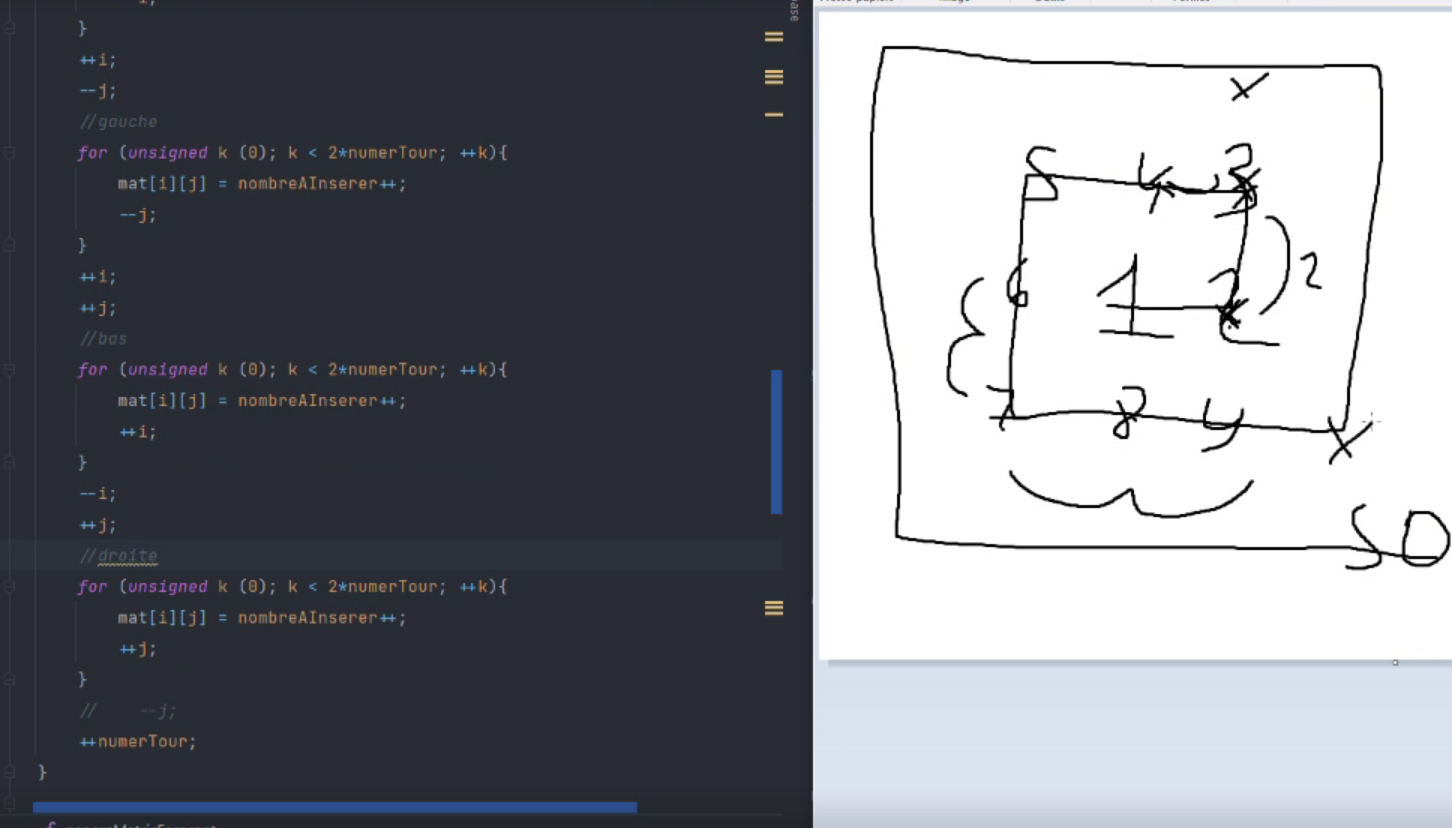 }
++i;
--j;
//gauche
for (unsigned k (0); k < 2*numerTour; ++k){
mat[i][j] = nombreAInserer++;
--j;
}
++i;
++j;
//bas
for (unsigned k (0); k < 2*numerTour; ++k){
mat[i][j] = nombreAInserer++;
++i;
}
--i;
++j;
//droite
for (unsigned k (0); k < 2*numerTour; ++k){
mat[i][j] = nombreAInserer++;
++j;
}
// --j;
++numerTour;
}
5 4 3
6 1 2 2
7 8 9